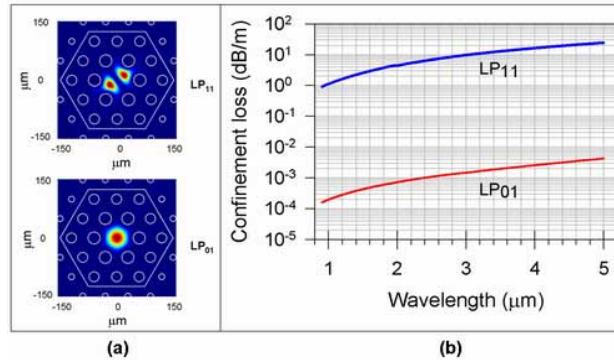 150
μm
0
-150
-150
0
150
μm
LP11
150
μm
0
-150
-150
0
150
μm
LP01
(a)
Confinement loss (dB/m)
10²
10¹
10⁰
10⁻¹
10⁻²
10⁻³
10⁻⁴
10⁻⁵
LP11
LP01
1
2
3
4
5
Wavelength (μm)
(b)